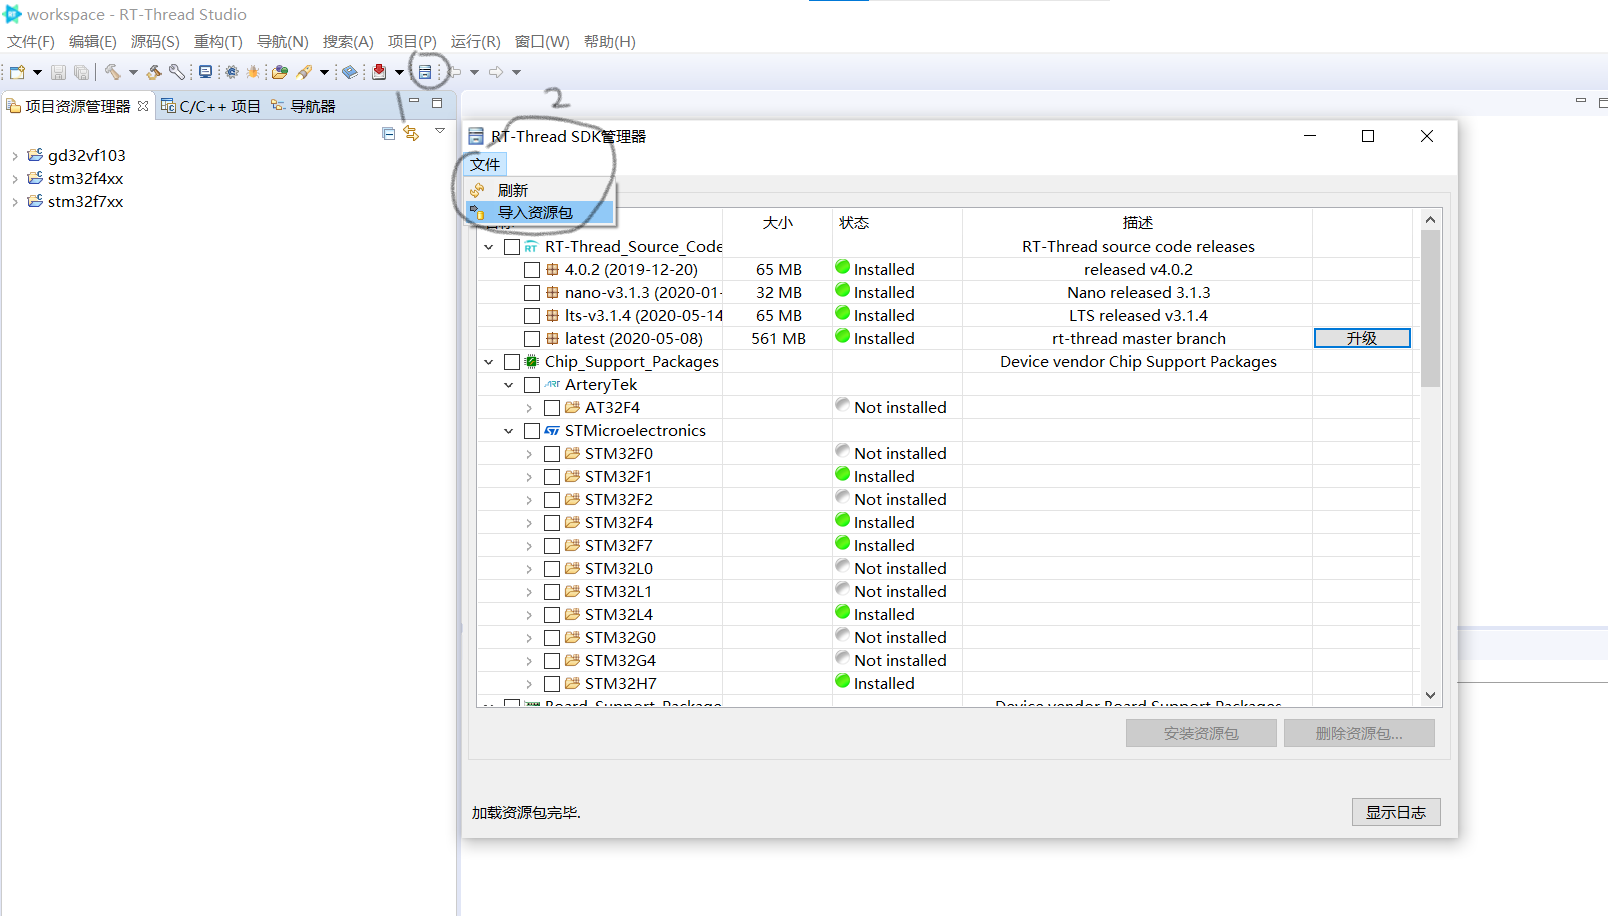 workspace - RT-Thread Studio
文件(F) 编辑(E) 源码(S) 重构(T) 导航(N) 搜索(A) 项目(P) 运行(R) 窗口(W) 帮助(H)
项目资源管理器 C/C++ 项目 导航器
1
2
gd32vf103
stm32f4xx
stm32f7xx
RT-Thread SDK管理器
文件
刷新
导入资源包
大小 状态 描述
RT-Thread_Source_Code RT-Thread source code releases
4.0.2 (2019-12-20) 65 MB Installed released v4.0.2
nano-v3.1.3 (2020-01- 32 MB Installed Nano released 3.1.3
lts-v3.1.4 (2020-05-14 65 MB Installed LTS released v3.1.4
latest (2020-05-08) 561 MB Installed rt-thread master branch 升级
Chip_Support_Packages Device vendor Chip Support Packages
ArteryTek
AT32F4 Not installed
STMicroelectronics
STM32F0 Not installed
STM32F1 Installed
STM32F2 Not installed
STM32F4 Installed
STM32F7 Installed
STM32L0 Not installed
STM32L1 Not installed
STM32L4 Installed
STM32G0 Not installed
STM32G4 Not installed
STM32H7 Installed
Board_Support_Package Device vendor Board Support Packages
安装资源包 删除资源包...
加载资源包完毕. 显示日志